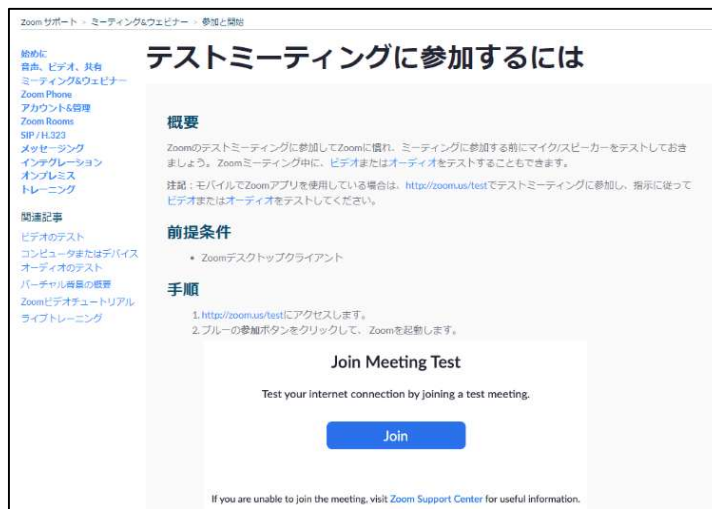 Zoom サポート > ミーティング&ウェビナー > 参加と開始
始めに
音声、ビデオ、共有
ミーティング&ウェビナー
Zoom Phone
アカウント&管理
Zoom Rooms
SIP / H.323
メッセージング
インテグレーション
オンプレミス
トレーニング
関連記事
ビデオのテスト
コンピュータまたはデバイス
オーディオのテスト
バーチャル背景の概要
Zoomビデオチュートリアル
ライブトレーニング
テストミーティングに参加するには
概要
Zoomのテストミーティングに参加してZoomに慣れ、ミーティングに参加する前にマイク/スピーカーをテストしておき
ましょう。Zoomミーティング中に、ビデオまたはオーディオをテストすることもできます。
注記：モバイルでZoomアプリを使用している場合は、http://zoom.us/testでテストミーティングに参加し、指示に従って
ビデオまたはオーディオをテストしてください。
前提条件
• Zoomデスクトップクライアント
手順
1. http://zoom.us/testにアクセスします。
2. ブルーの参加ボタンをクリックして、Zoomを起動します。
Join Meeting Test
Test your internet connection by joining a test meeting.
Join
If you are unable to join the meeting, visit Zoom Support Center for useful information.